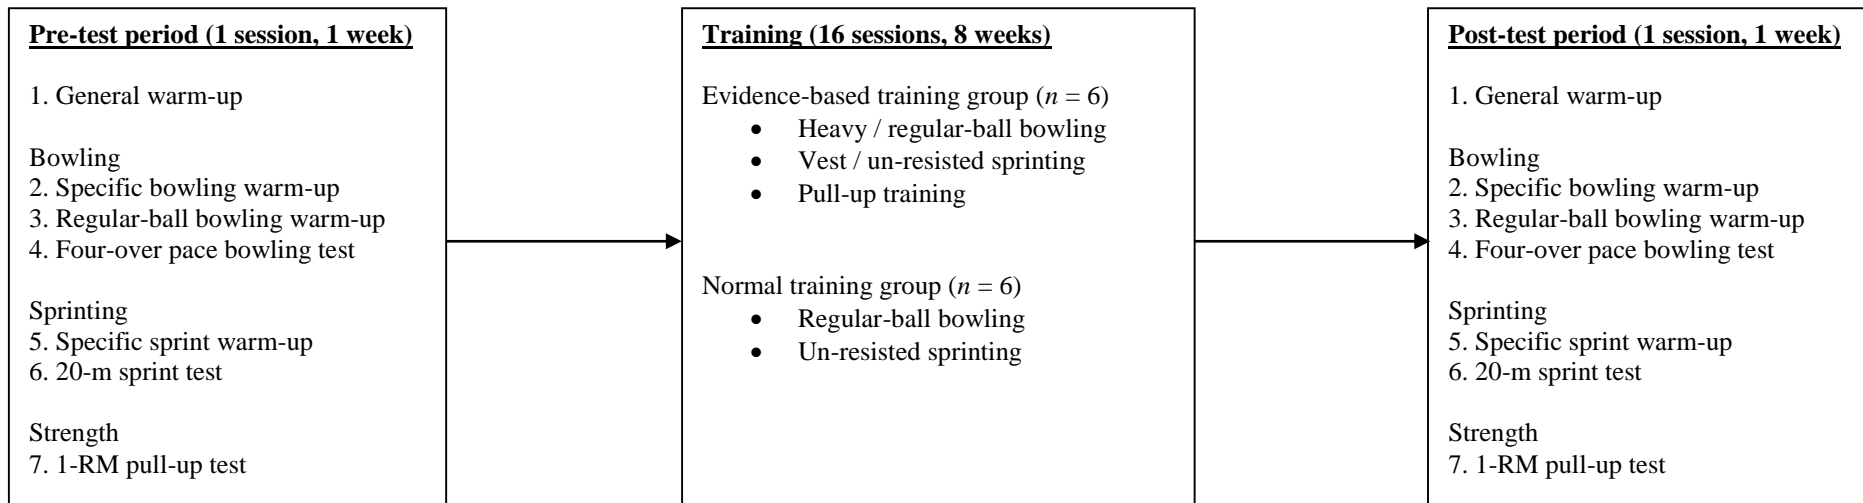 Pre-test period (1 session, 1 week)
1. General warm-up
Bowling
2. Specific bowling warm-up
3. Regular-ball bowling warm-up
4. Four-over pace bowling test
Sprinting
5. Specific sprint warm-up
6. 20-m sprint test
Strength
7. 1-RM pull-up test
Training (16 sessions, 8 weeks)
Evidence-based training group (n = 6)
• Heavy / regular-ball bowling
• Vest / un-resisted sprinting
• Pull-up training
Normal training group (n = 6)
• Regular-ball bowling
• Un-resisted sprinting
Post-test period (1 session, 1 week)
1. General warm-up
Bowling
2. Specific bowling warm-up
3. Regular-ball bowling warm-up
4. Four-over pace bowling test
Sprinting
5. Specific sprint warm-up
6. 20-m sprint test
Strength
7. 1-RM pull-up test